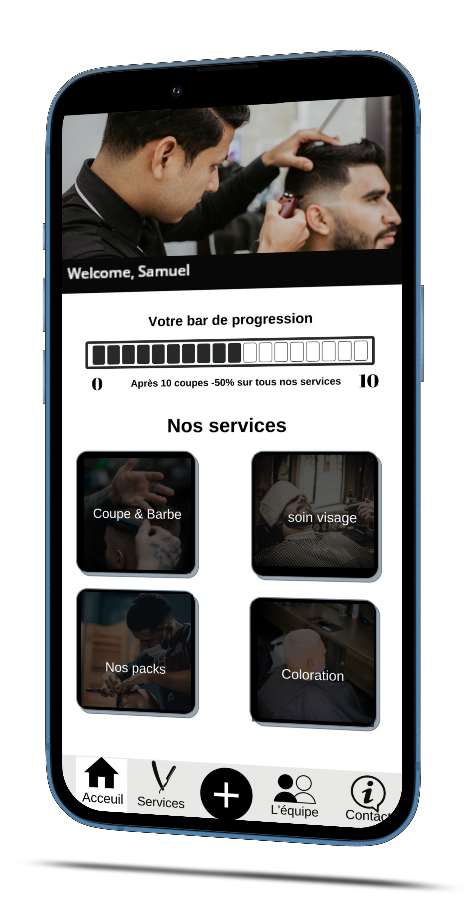 Welcome, Samuel
Votre bar de progression
0 Après 10 coupes -50% sur tous nos services 10
Nos services
Coupe & Barbe
soin visage
Nos packs
Coloration
Acceuil
Services
L'équipe
Contact